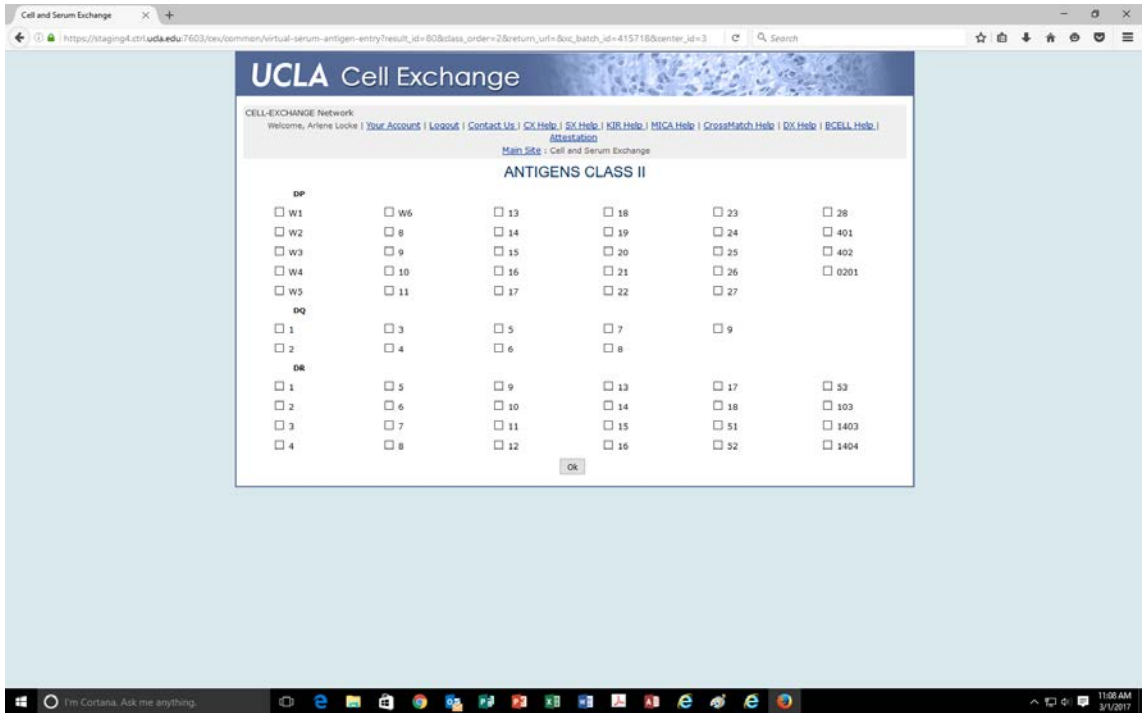 Cell and Serum Exchange
https://staging4.ctrl.ucla.edu:7603/cex/common/virtual-serum-antigen-entry?result_id=80&class_order=2&return_url=&xc_batch_id=415718&center_id=3
Search
UCLA Cell Exchange
CELL-EXCHANGE Network
Welcome, Arlene Locke | Your Account | Logout | Contact Us | CX Help | SX Help | KIR Help | MICA Help | CrossMatch Help | DX Help | BCELL Help |
Attestation
Main Site : Cell and Serum Exchange
ANTIGENS CLASS II
DP
W1 W6 13 18 23 28
W2 8 14 19 24 401
W3 9 15 20 25 402
W4 10 16 21 26 0201
W5 11 17 22 27
DQ
1 3 5 7 9
2 4 6 8
DR
1 5 9 13 17 53
2 6 10 14 18 103
3 7 11 15 51 1403
4 8 12 16 52 1404
Ok
I'm Cortana. Ask me anything.
11:08 AM
3/1/2017